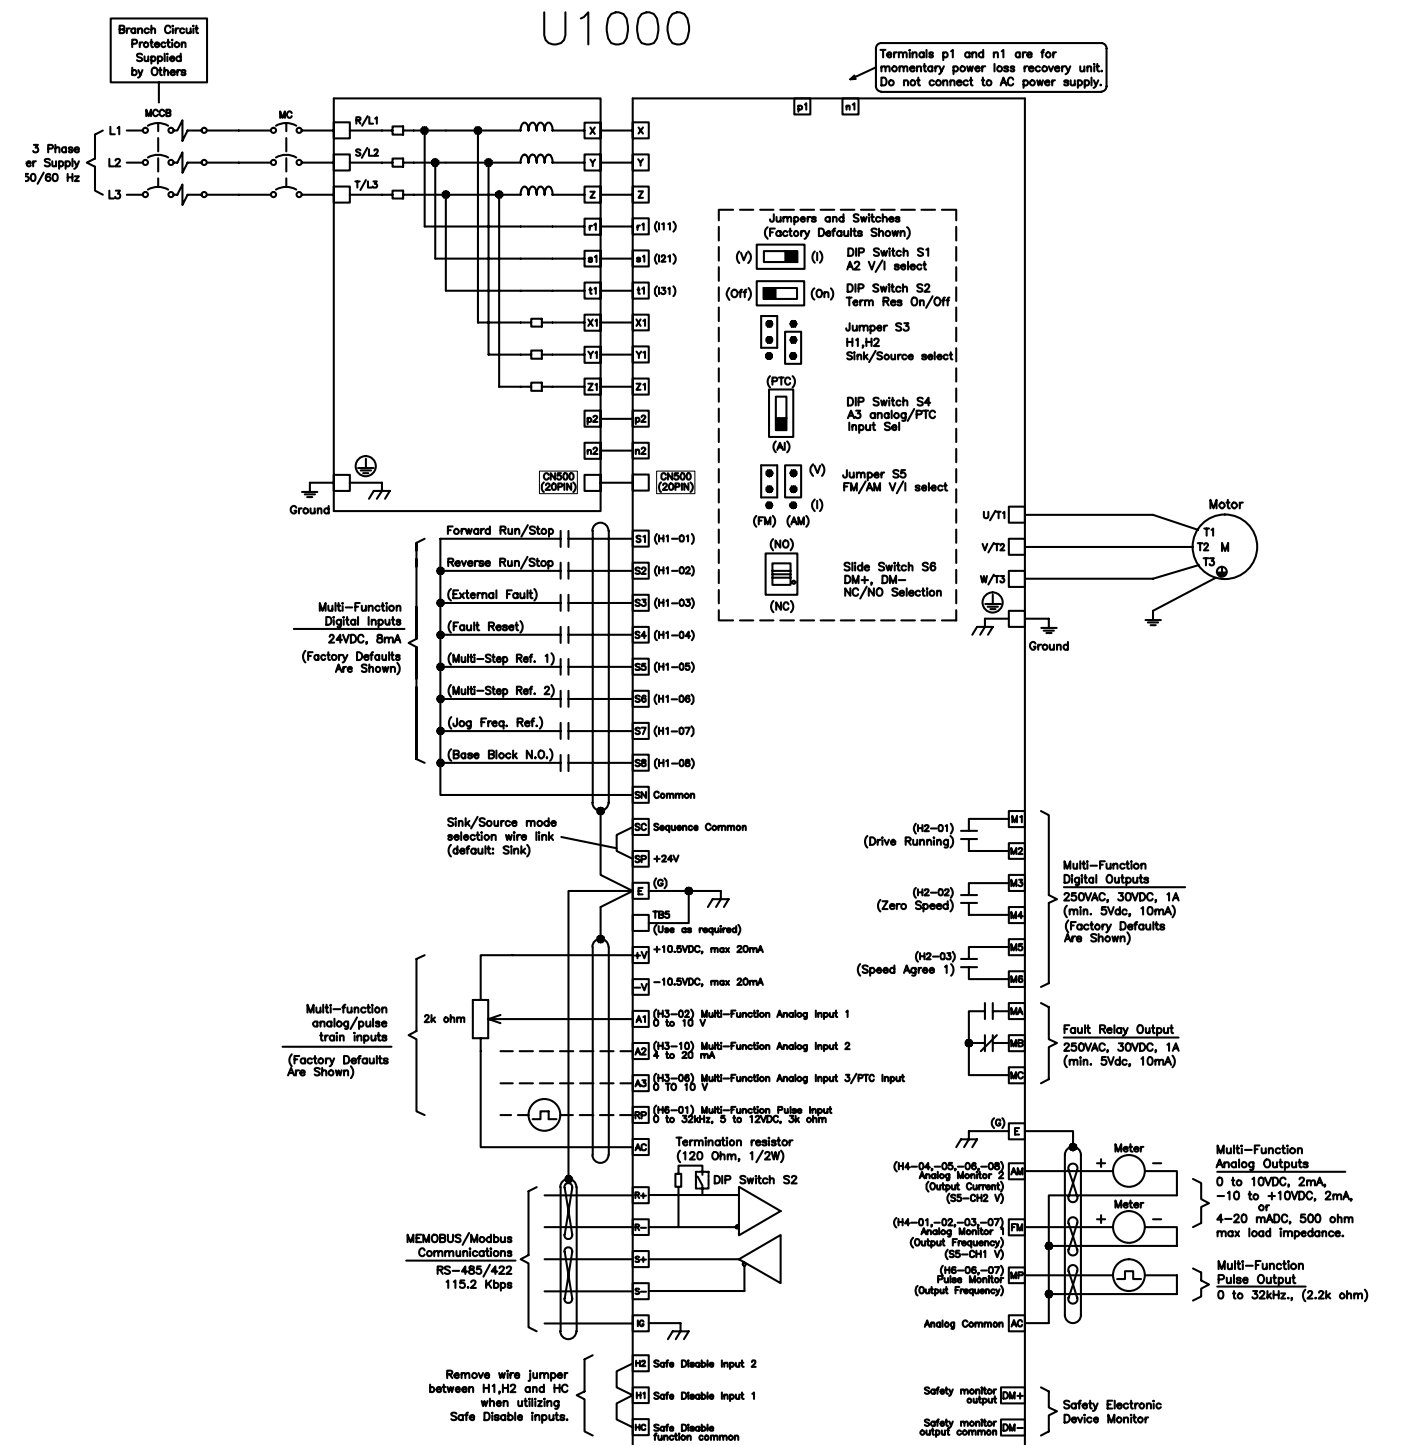 U1000
Branch Circuit
Protection
Supplied
by Others
Terminals p1 and n1 are for
momentary power loss recovery unit.
Do not connect to AC power supply.
p1
n1
MCCB
MC
3 Phase
er Supply
50/60 Hz
L1
R/L1
X
X
L2
S/L2
Y
Y
L3
T/L3
Z
Z
r1
r1 (I11)
s1
s1 (I21)
t1
t1 (I31)
X1
X1
Y1
Y1
Z1
Z1
p2
p2
n2
n2
CN500
(20PIN)
CN500
(20PIN)
Ground
Jumpers and Switches
(Factory Defaults Shown)
(V)
(I)
DIP Switch S1
A2 V/I select
(Off)
(On)
DIP Switch S2
Term Res On/Off
Jumper S3
H1,H2
Sink/Source select
(PTC)
(AI)
DIP Switch S4
A3 analog/PTC
Input Sel
(V)
(I)
(FM) (AM)
Jumper S5
FM/AM V/I select
(NO)
(NC)
Slide Switch S6
DM+, DM-
NC/NO Selection
U/T1
V/T2
W/T3
Motor
T1
T2 M
T3
Ground
Multi-Function
Digital Inputs
24VDC, 8mA
(Factory Defaults
Are Shown)
Forward Run/Stop
S1 (H1-01)
Reverse Run/Stop
S2 (H1-02)
(External Fault)
S3 (H1-03)
(Fault Reset)
S4 (H1-04)
(Multi-Step Ref. 1)
S5 (H1-05)
(Multi-Step Ref. 2)
S6 (H1-06)
(Jog Freq. Ref.)
S7 (H1-07)
(Base Block N.O.)
S8 (H1-08)
SN Common
Sink/Source mode
selection wire link
(default: Sink)
SC Sequence Common
SP +24V
E (G)
TB5
(Use as required)
+V +10.5VDC, max 20mA
-V -10.5VDC, max 20mA
Multi-function
analog/pulse
train inputs
(Factory Defaults
Are Shown)
2k ohm
A1 (H3-02) Multi-Function Analog Input 1
0 to 10 V
A2 (H3-10) Multi-Function Analog Input 2
4 to 20 mA
A3 (H3-06) Multi-Function Analog Input 3/PTC Input
0 TO 10 V
RP (H6-01) Multi-Function Pulse Input
0 to 32kHz, 5 to 12VDC, 3k ohm
AC
Termination resistor
(120 Ohm, 1/2W)
DIP Switch S2
MEMOBUS/Modbus
Communications
RS-485/422
115.2 Kbps
R+
R-
S+
S-
IG
Remove wire jumper
between H1,H2 and HC
when utilizing
Safe Disable inputs.
H2 Safe Disable Input 2
H1 Safe Disable Input 1
HC Safe Disable
function common
(H2-01)
(Drive Running)
M1
M2
(H2-02)
(Zero Speed)
M3
M4
(H2-03)
(Speed Agree 1)
M5
M6
Multi-Function
Digital Outputs
250VAC, 30VDC, 1A
(min. 5Vdc, 10mA)
(Factory Defaults
Are Shown)
MA
MB
MC
Fault Relay Output
250VAC, 30VDC, 1A
(min. 5Vdc, 10mA)
(G) E
(H4-04,-05,-06,-08)
Analog Monitor 2
(Output Current)
(S5-CH2 V)
AM
+ Meter -
(H4-01,-02,-03,-07)
Analog Monitor 1
(Output Frequency)
(S5-CH1 V)
FM
+ Meter -
(H6-06,-07)
Pulse Monitor
(Output Frequency)
MP
Analog Common AC
Multi-Function
Analog Outputs
0 to 10VDC, 2mA,
-10 to +10VDC, 2mA,
or
4-20 mADC, 500 ohm
max load impedance.
Multi-Function
Pulse Output
0 to 32kHz., (2.2k ohm)
Safety monitor
output
DM+
Safety monitor
output common
DM-
Safety Electronic
Device Monitor